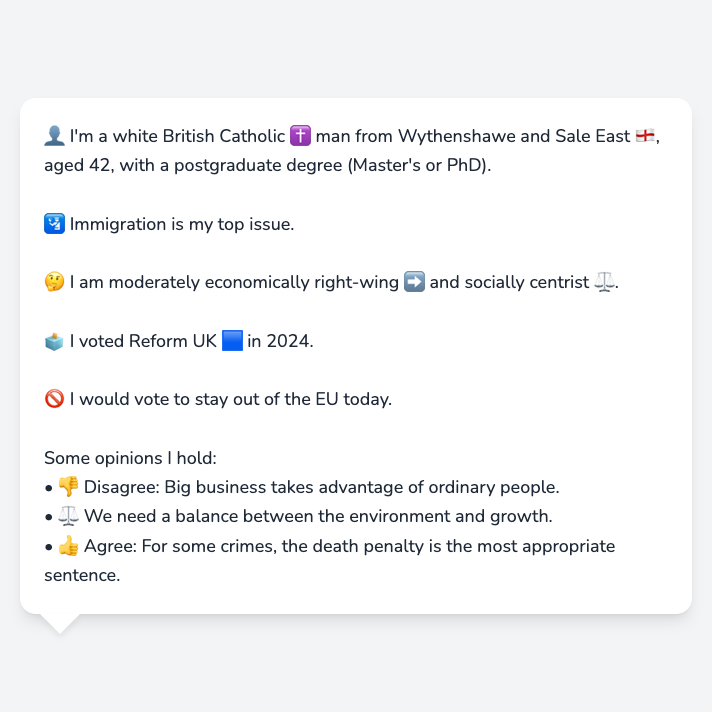 👤 I'm a white British Catholic ✝️ man from Wythenshawe and Sale East 🏴󠁧󠁢󠁥󠁮󠁧󠁿,
aged 42, with a postgraduate degree (Master's or PhD).
🛂 Immigration is my top issue.
🤔 I am moderately economically right-wing ➡️ and socially centrist ⚖️.
🗳️ I voted Reform UK 🟦 in 2024.
🚫 I would vote to stay out of the EU today.
Some opinions I hold:
• 👎 Disagree: Big business takes advantage of ordinary people.
• ⚖️ We need a balance between the environment and growth.
• 👍 Agree: For some crimes, the death penalty is the most appropriate
sentence.